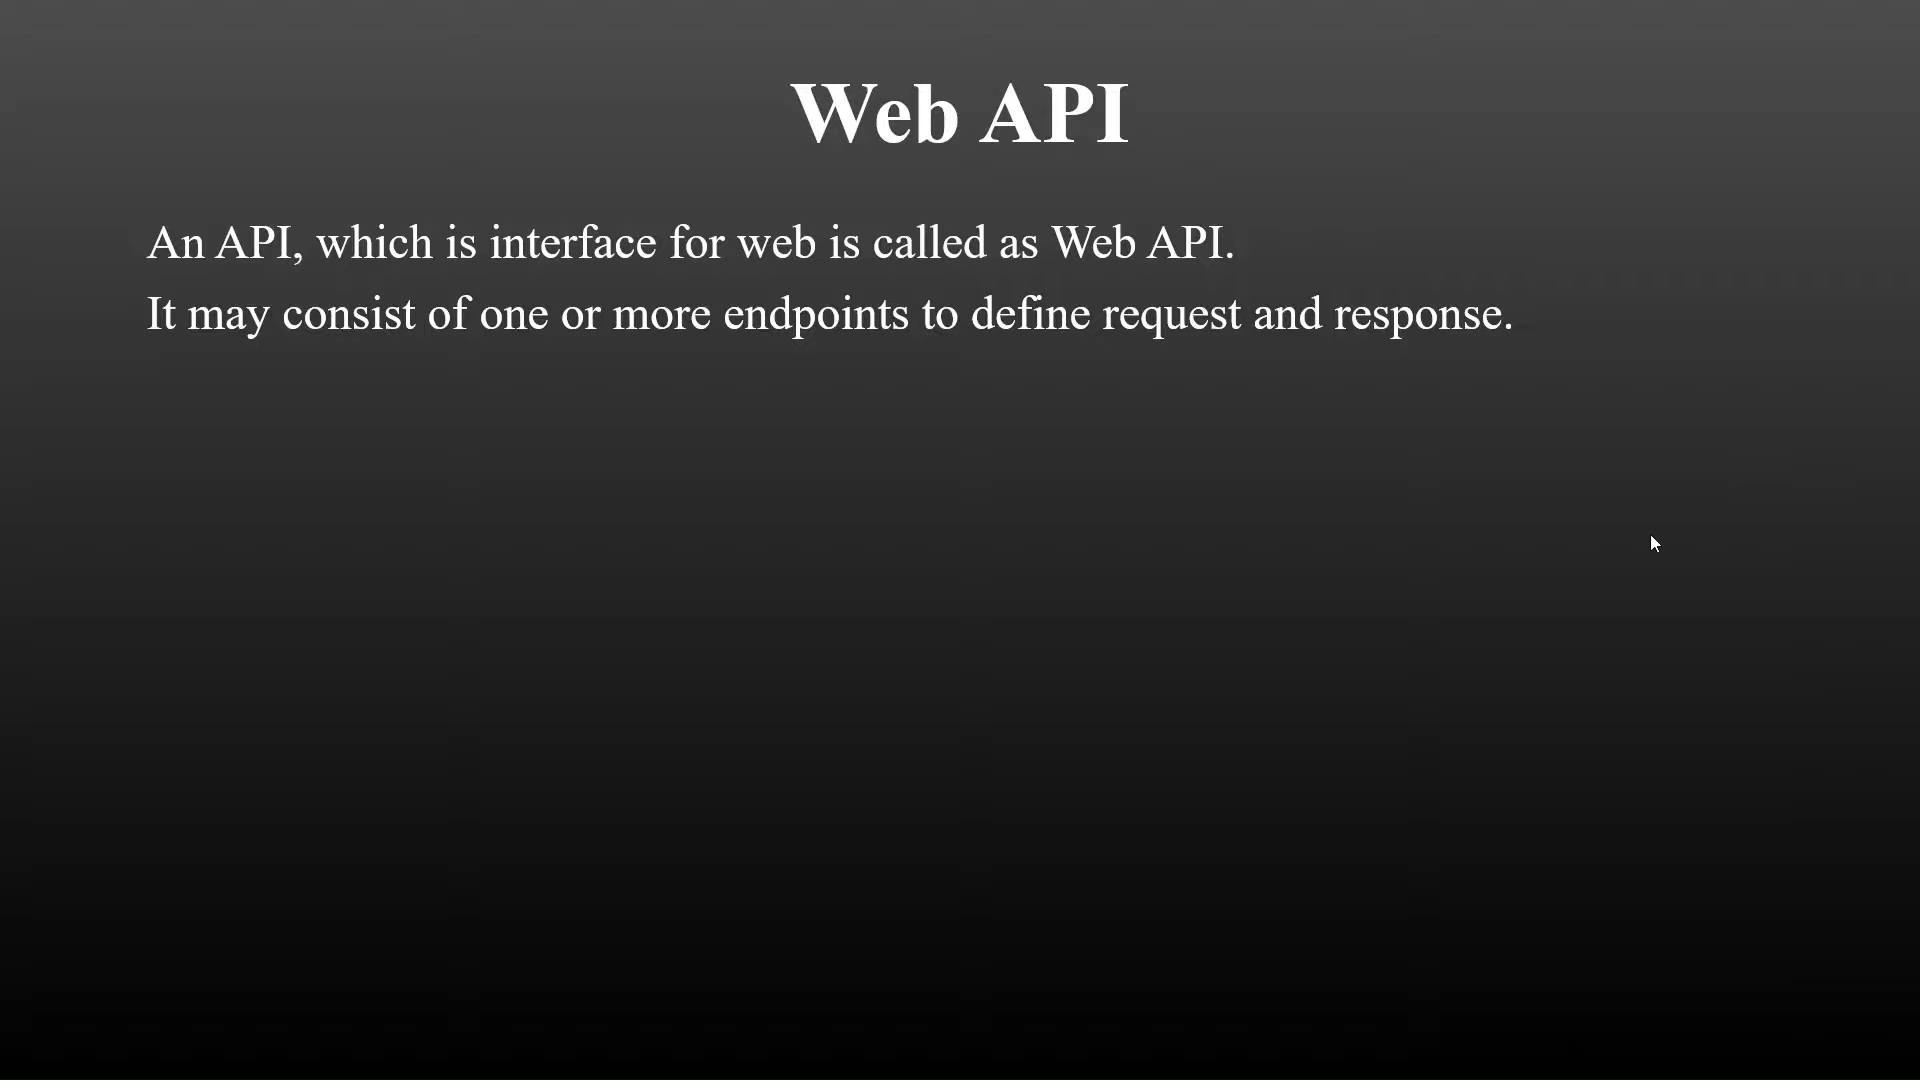 Web API
An API, which is interface for web is called as Web API.
It may consist of one or more endpoints to define request and response.